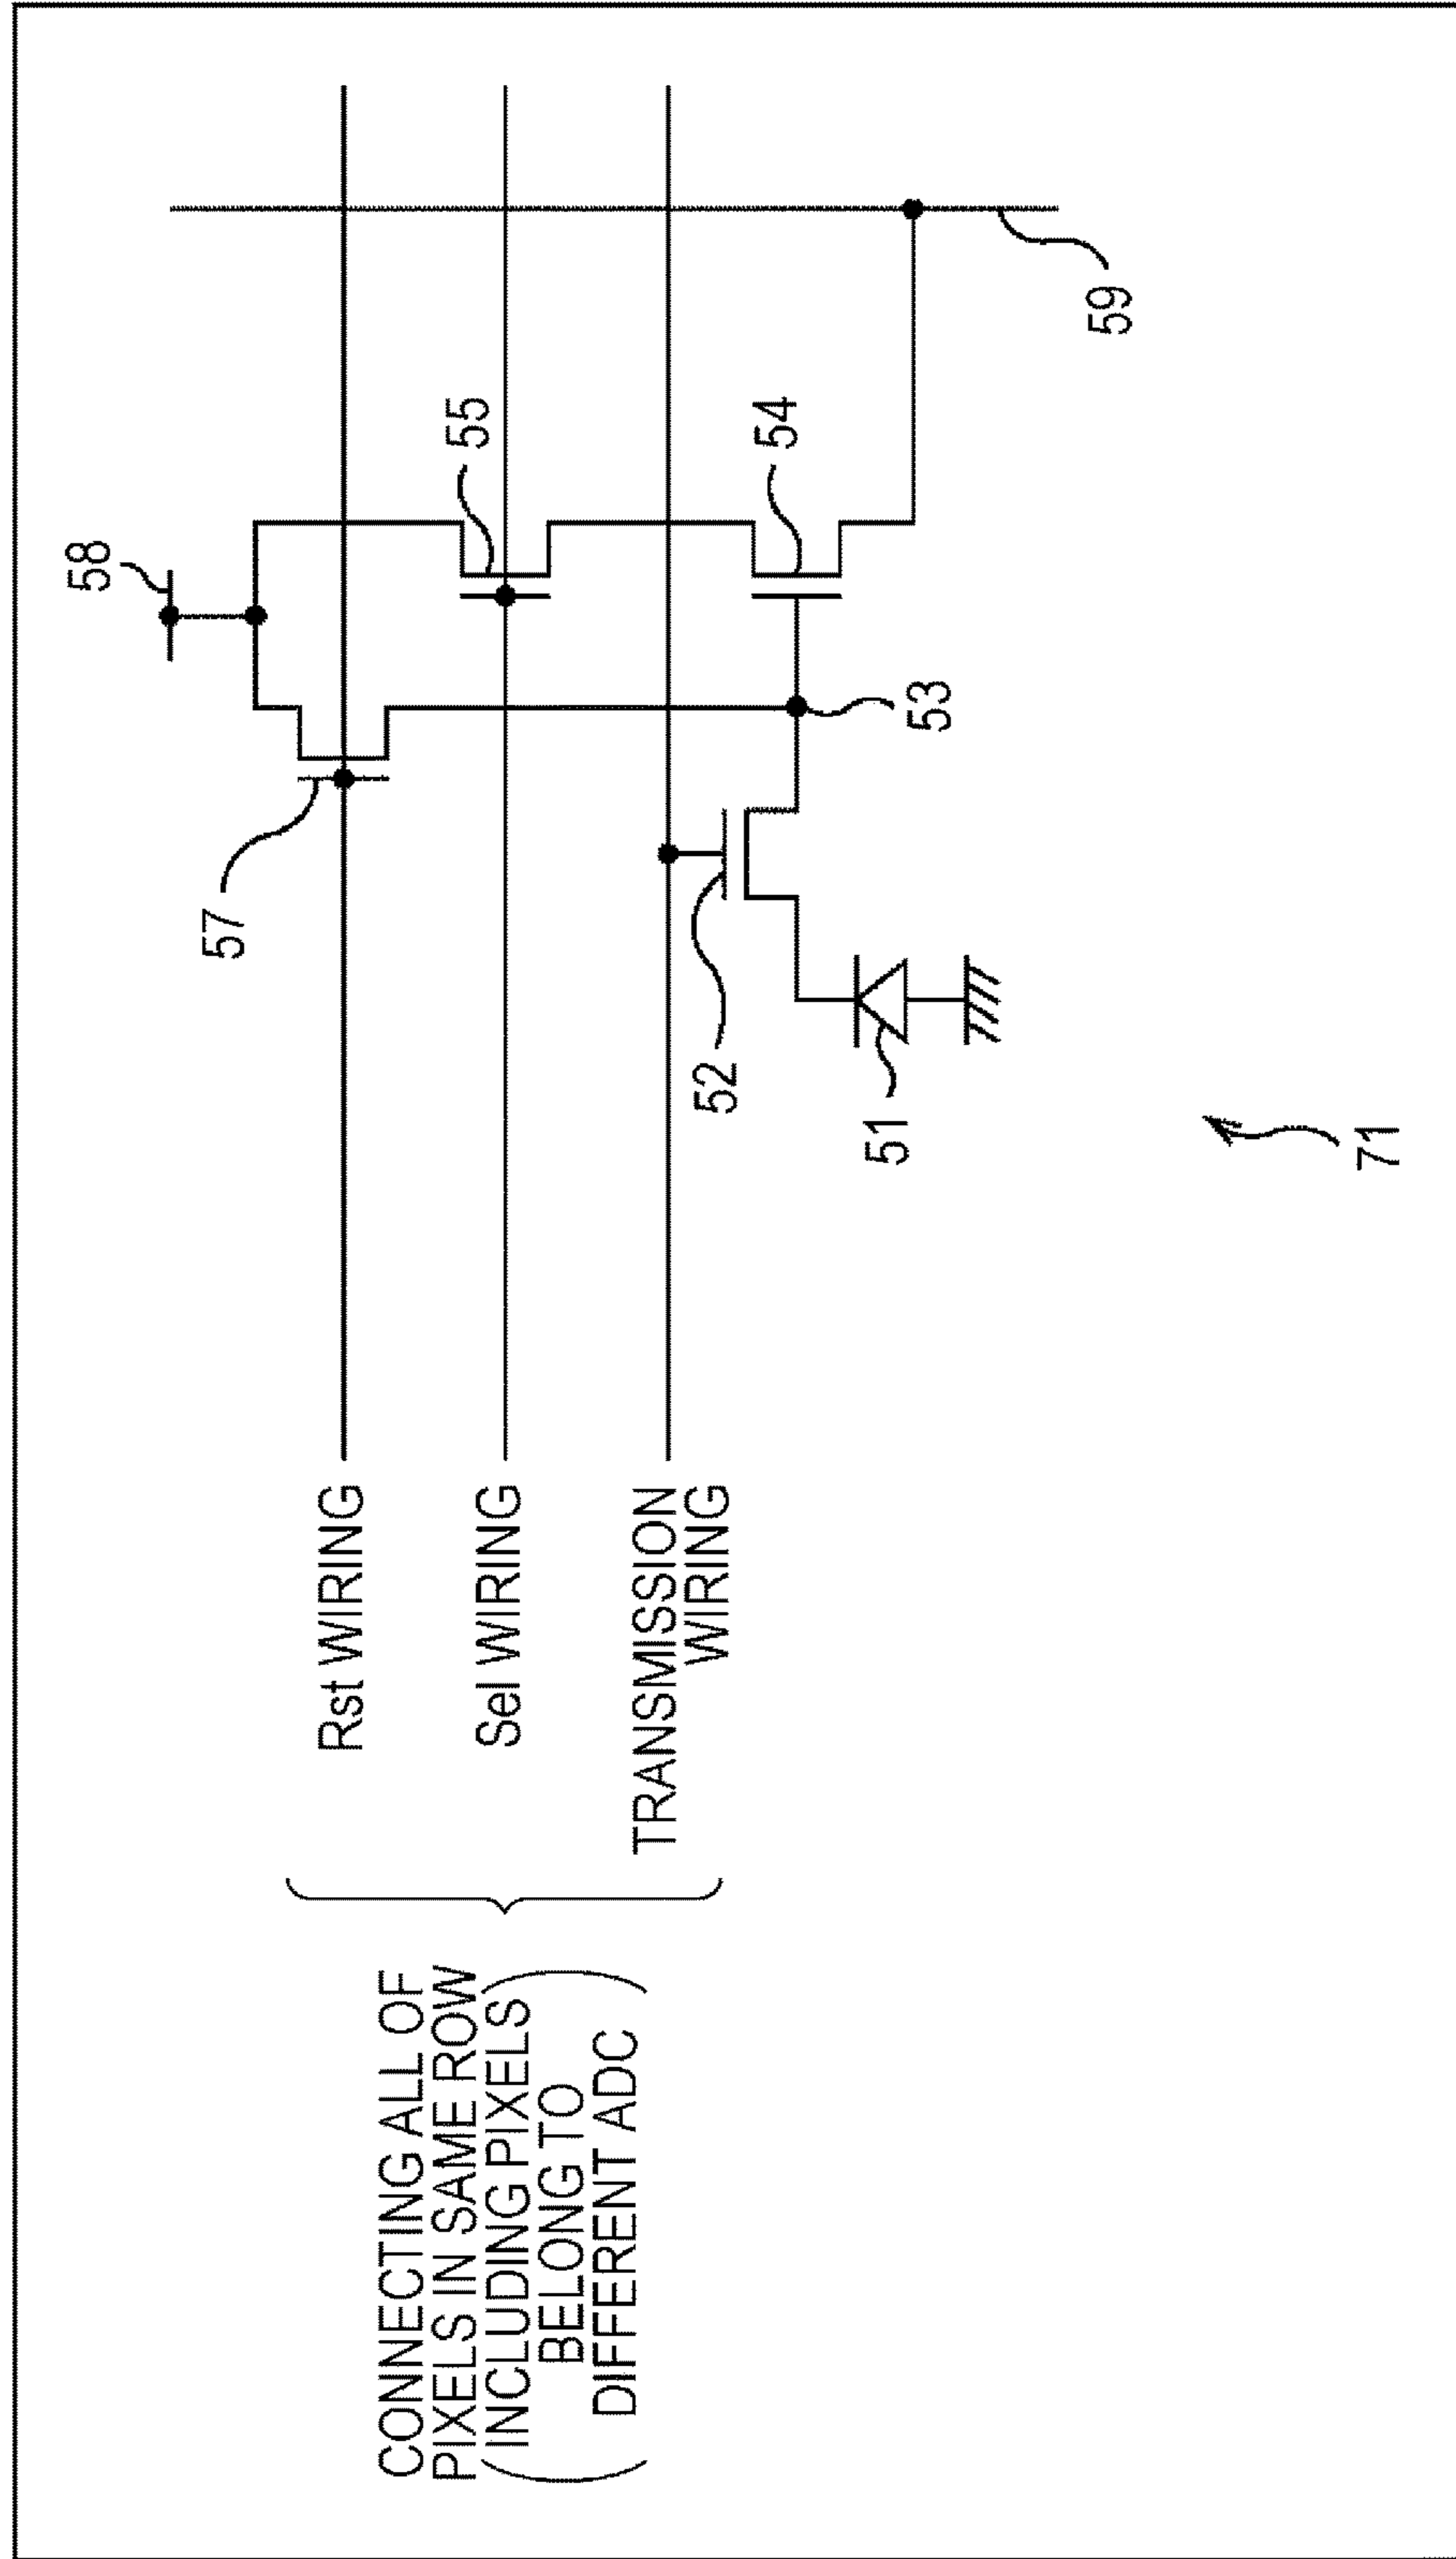 CONNECTING ALL OF
PIXELS IN SAME ROW
(INCLUDING PIXELS
BELONG TO
DIFFERENT ADC)
Rst WIRING
Sel WIRING
TRANSMISSION
WIRING
58
57
55
54
53
52
51
59
71